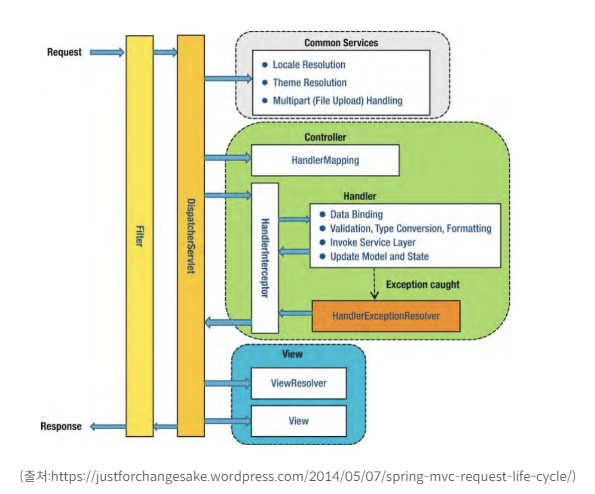 Request
Common Services
Locale Resolution
Theme Resolution
Multipart (File Upload) Handling
Controller
HandlerMapping
Filter
DispatcherServlet
HandlerInterceptor
Handler
Data Binding
Validation, Type Conversion, Formatting
Invoke Service Layer
Update Model and State
Exception caught
HandlerExceptionResolver
View
ViewResolver
View
Response
(출처:https://justforchangesake.wordpress.com/2014/05/07/spring-mvc-request-life-cycle/)